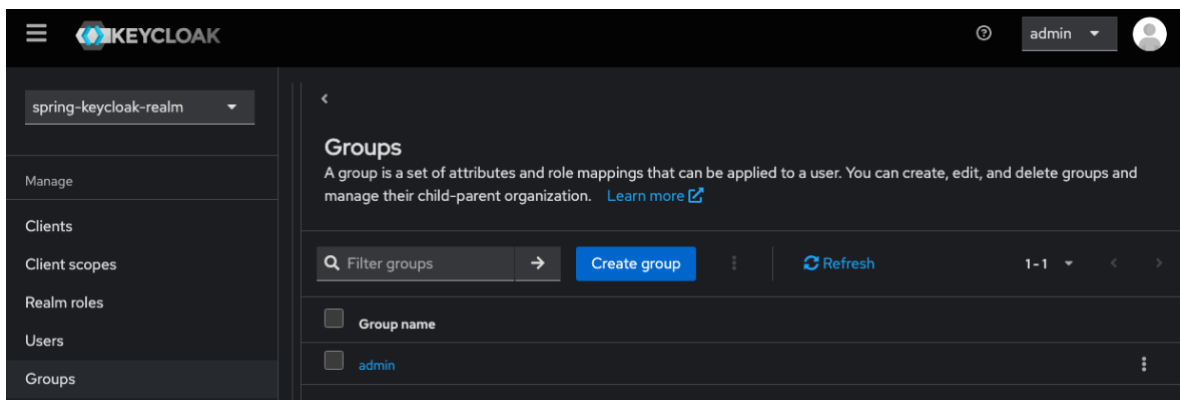 KEYCLOAK
admin
spring-keycloak-realm
Manage
Clients
Client scopes
Realm roles
Users
Groups
Groups
A group is a set of attributes and role mappings that can be applied to a user. You can create, edit, and delete groups and
manage their child-parent organization. Learn more
Filter groups
Create group
Refresh
1-1
Group name
admin